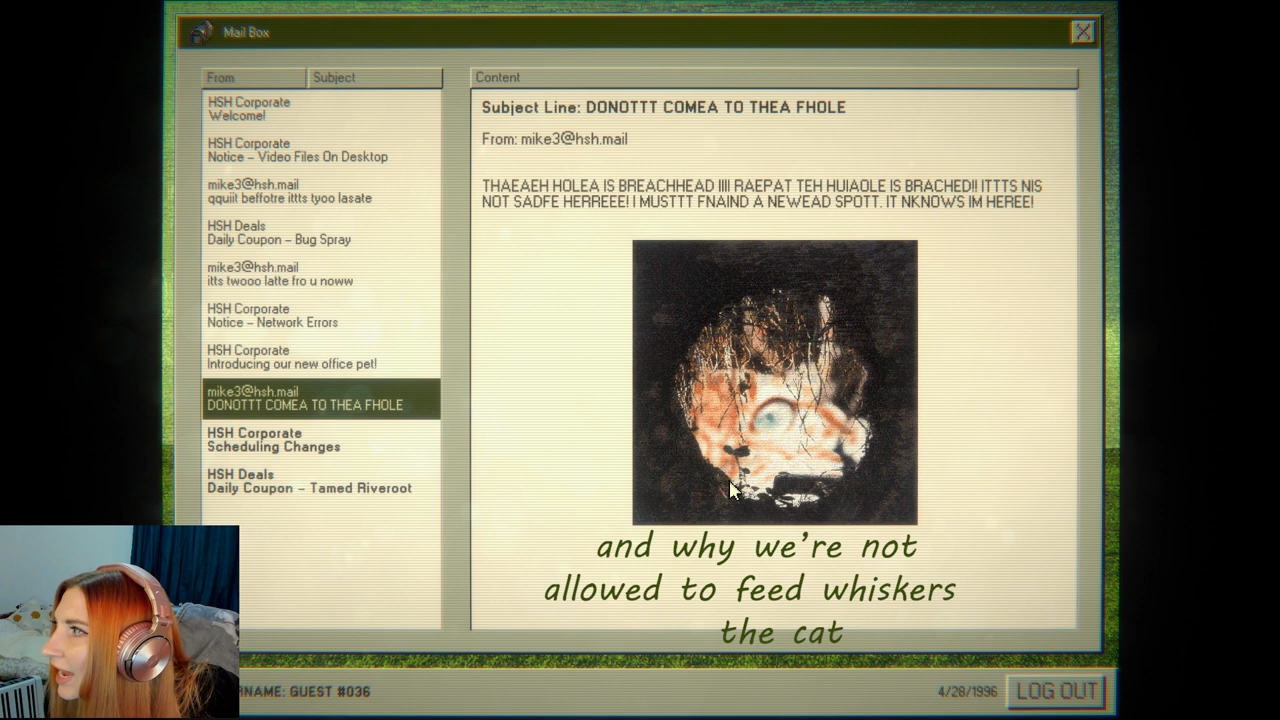 Mail Box
From
Subject
Content
HSH Corporate
Welcome!
HSH Corporate
Notice - Video Files On Desktop
mike3@hsh.mail
qquiit beffotre ittts tyoo lasate
HSH Deals
Daily Coupon - Bug Spray
mike3@hsh.mail
itts twooo latte fro u noww
HSH Corporate
Notice - Network Errors
HSH Corporate
Introducing our new office pet!
mike3@hsh.mail
DONOTTT COMEA TO THEA FHOLE
HSH Corporate
Scheduling Changes
HSH Deals
Daily Coupon - Tamed Riveroot
Subject Line: DONOTTT COMEA TO THEA FHOLE
From: mike3@hsh.mail
THAEAEH HOLEA IS BREACHHEAD IIII RAEPAT TEH HUIAOLE IS BRACHED!! ITTTS NIS
NOT SADFE HERREEE! I MUSTTT FNAIND A NEWEAD SPOTT. IT NKNOWS IM HEREE!
and why we're not
allowed to feed whiskers
the cat
RNAME: GUEST #036
4/28/1996
LOG OUT